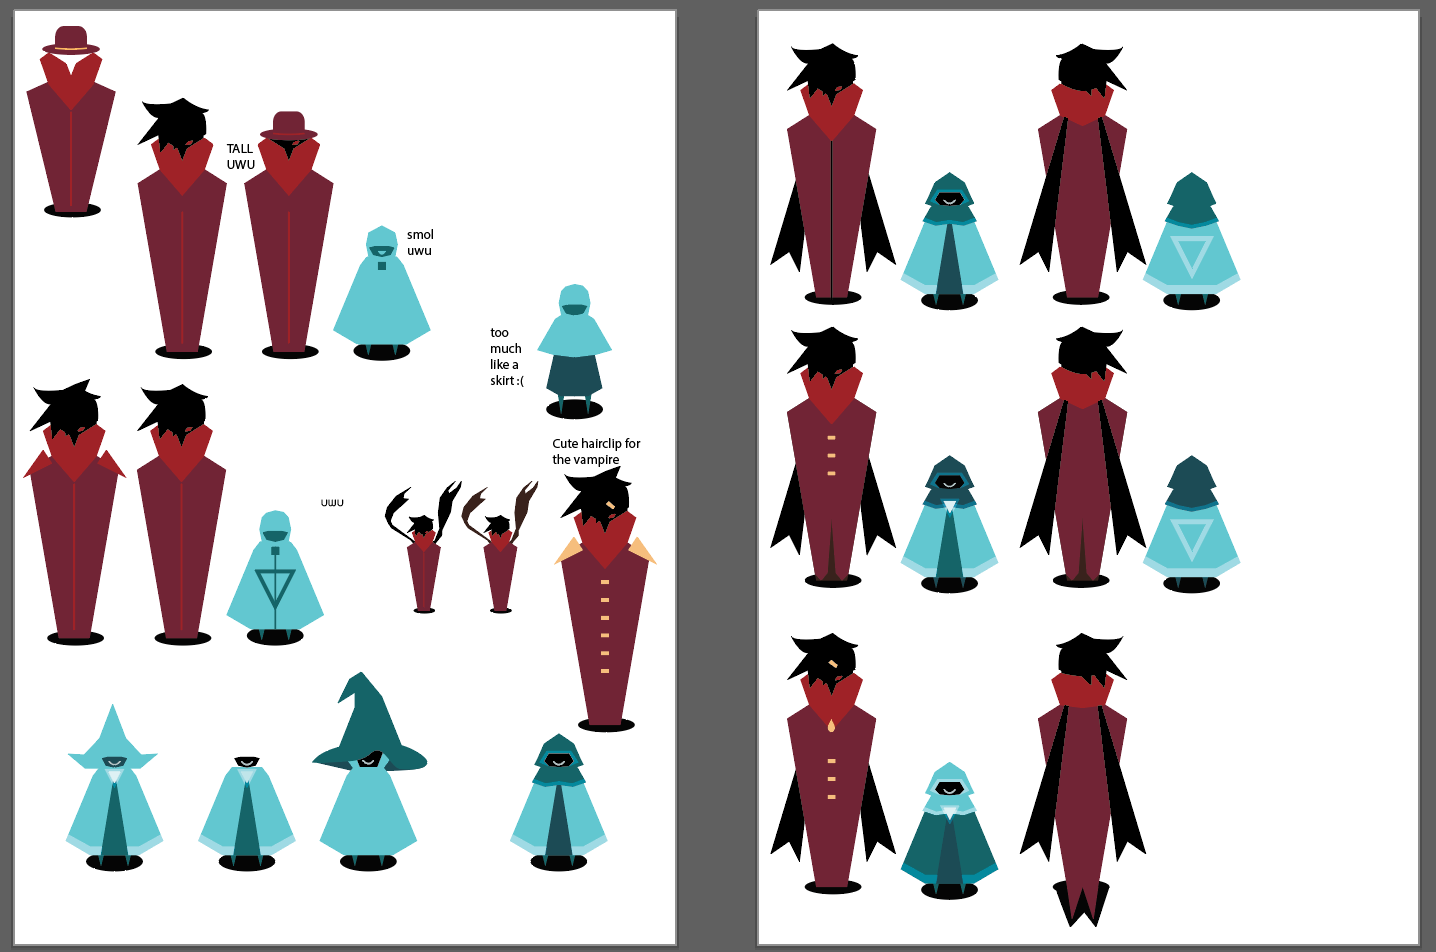 TALL
UWU
smol
uwu
too
much
like a
skirt :(
Cute hairclip for
the vampire
UWU